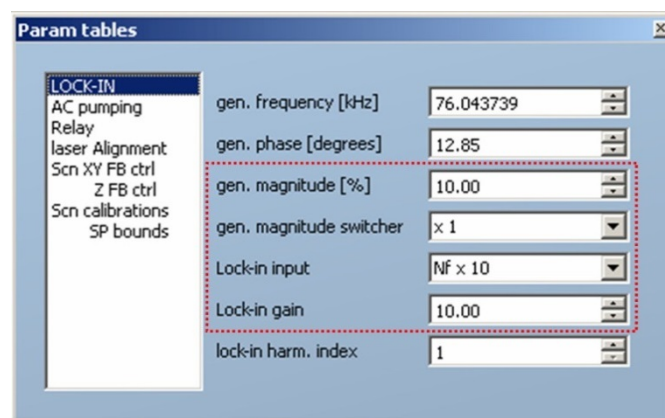 Param tables
LOCK-IN
AC pumping
Relay
laser Alignment
Scn XY FB ctrl
Z FB ctrl
Scn calibrations
SP bounds
gen. frequency [kHz] 76.043739
gen. phase [degrees] 12.85
gen. magnitude [%] 10.00
gen. magnitude switcher x 1
Lock-in input Nf x 10
Lock-in gain 10.00
lock-in harm. index 1